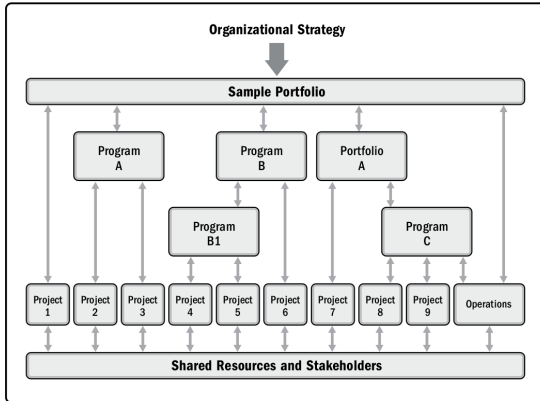 Organizational Strategy
Sample Portfolio
Program
A
Program
B
Portfolio
A
Program
B1
Program
C
Project
1
Project
2
Project
3
Project
4
Project
5
Project
6
Project
7
Project
8
Project
9
Operations
Shared Resources and Stakeholders